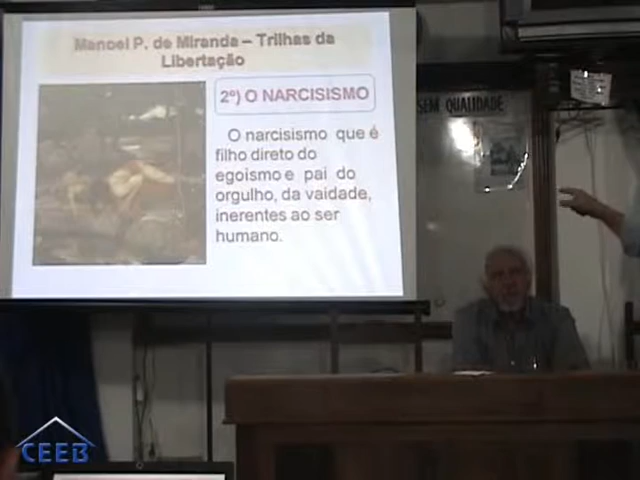 Manoel P. de Miranda – Trilhas da
Libertação
2º) O NARCISISMO
O narcisismo que é
filho direto do
egoísmo e pai do
orgulho, da vaidade,
inerentes ao ser
humano.
SEM QUALIDADE
CEEB